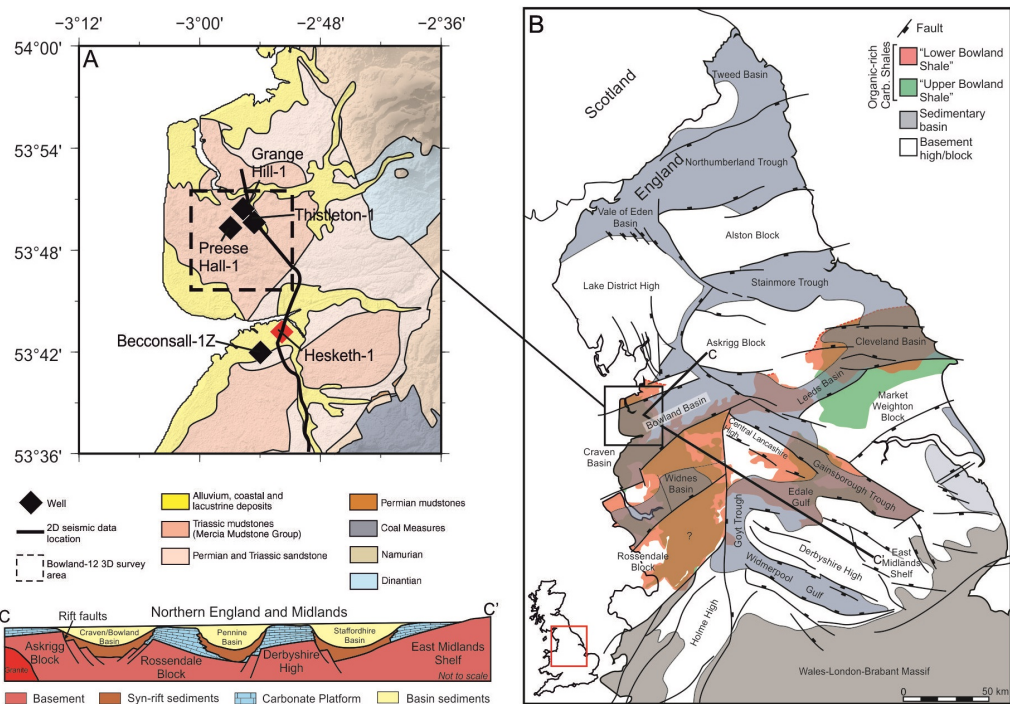 −3°12'
−3°00'
−2°48'
−2°36'
54°00'
53°54'
53°48'
53°42'
53°36'
A
Grange
Hill-1
Thistleton-1
Preese
Hall-1
Becconsall-1Z
Hesketh-1
Well
2D seismic data
location
Bowland-12 3D survey
area
Alluvium, coastal and
lacustrine deposits
Triassic mudstones
(Mercia Mudstone Group)
Permian and Triassic sandstone
Permian mudstones
Coal Measures
Namurian
Dinantian
C
Northern England and Midlands
C'
Rift faults
Craven/Bowland
Basin
Pennine
Basin
Staffordhire
Basin
Askrigg
Block
Rossendale
Block
Derbyshire
High
East Midlands
Shelf
Granite
Not to scale
Basement
Syn-rift sediments
Carbonate Platform
Basin sediments
B
Fault
Organic-rich
Carb. Shales
"Lower Bowland
Shale"
"Upper Bowland
Shale"
Sedimentary
basin
Basement
high/block
Scotland
England
Tweed Basin
Northumberland Trough
Vale of Eden
Basin
Alston Block
Lake District High
Stainmore Trough
Askrigg Block
Cleveland Basin
C
Leeds Basin
Bowland Basin
Market
Weighton
Block
Craven
Basin
Central Lancashire
High
Gainsborough Trough
Widnes
Basin
Edale
Gulf
Goyt Trough
?
Rossendale
Block
Derbyshire High
C'
East
Midlands
Shelf
Widmerpool
Gulf
Holme High
Wales-London-Brabant Massif
0
50 km